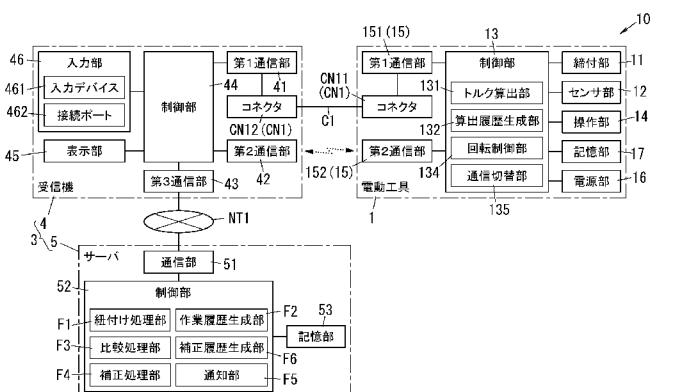 10
151(15)
13
46
入力部
461
入力デバイス
462
接続ポート
45
表示部
受信機
44
制御部
第1通信部
41
コネクタ
CN12(CN1)
第2通信部
42
第3通信部
43
C1
CN11
(CN1)
第1通信部
コネクタ
第2通信部
152(15)
電動工具
1
制御部
131
トルク算出部
132
算出履歴生成部
134
回転制御部
通信切替部
135
締付部
11
センサ部
12
操作部
14
記憶部
17
電源部
16
NT1
4
3
5
サーバ
通信部
51
52
制御部
F1
紐付け処理部
作業履歴生成部
F2
F3
比較処理部
補正履歴生成部
F6
F4
補正処理部
通知部
F5
53
記憶部